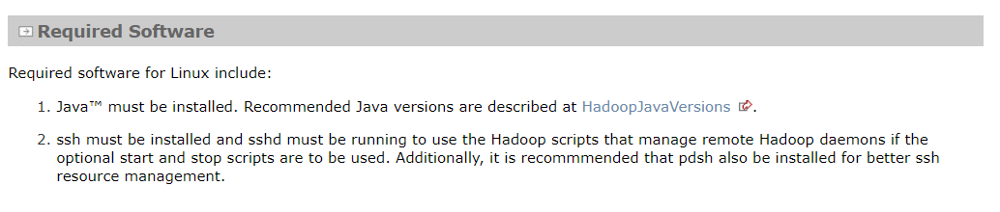 Required Software
Required software for Linux include:
1. Java™ must be installed. Recommended Java versions are described at HadoopJavaVersions .
2. ssh must be installed and sshd must be running to use the Hadoop scripts that manage remote Hadoop daemons if the
optional start and stop scripts are to be used. Additionally, it is recommmended that pdsh also be installed for better ssh
resource management.